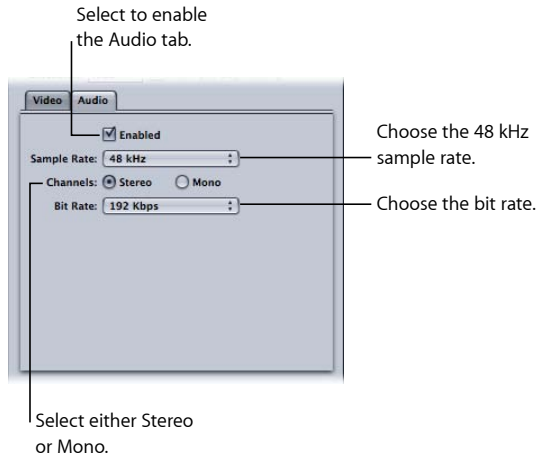 Select to enable
the Audio tab.
Video Audio
Enabled
Sample Rate: 48 kHz
Channels: Stereo Mono
Bit Rate: 192 Kbps
Choose the 48 kHz
sample rate.
Choose the bit rate.
Select either Stereo
or Mono.